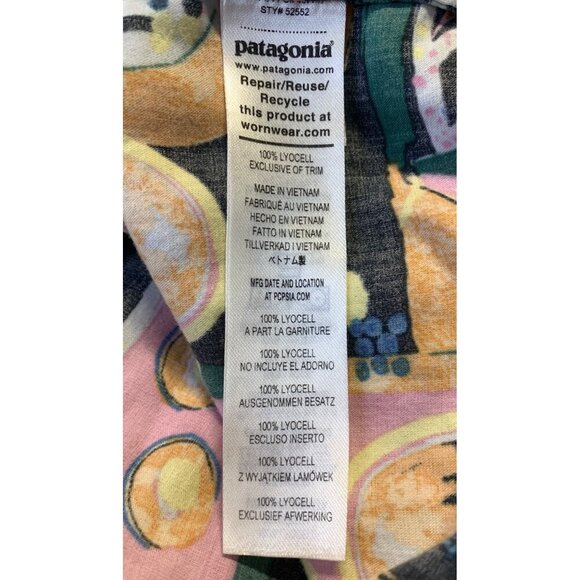 STY# 52552
patagonia®
www.patagonia.com
Repair/Reuse/
Recycle
this product at
wornwear.com
100% LYOCELL
EXCLUSIVE OF TRIM
MADE IN VIETNAM
FABRIQUÉ AU VIETNAM
HECHO EN VIETNAM
FATTO IN VIETNAM
TILLVERKAD I VIETNAM
ベトナム製
MFG DATE AND LOCATION
AT PCPSIA.COM
100% LYOCELL
A PART LA GARNITURE
100% LYOCELL
NO INCLUYE EL ADORNO
100% LYOCELL
AUSGENOMMEN BESATZ
100% LYOCELL
ESCLUSO INSERTO
100% LYOCELL
Z WYJĄTKIEM LAMÓWEK
100% LYOCELL
EXCLUSIEF AFWERKING